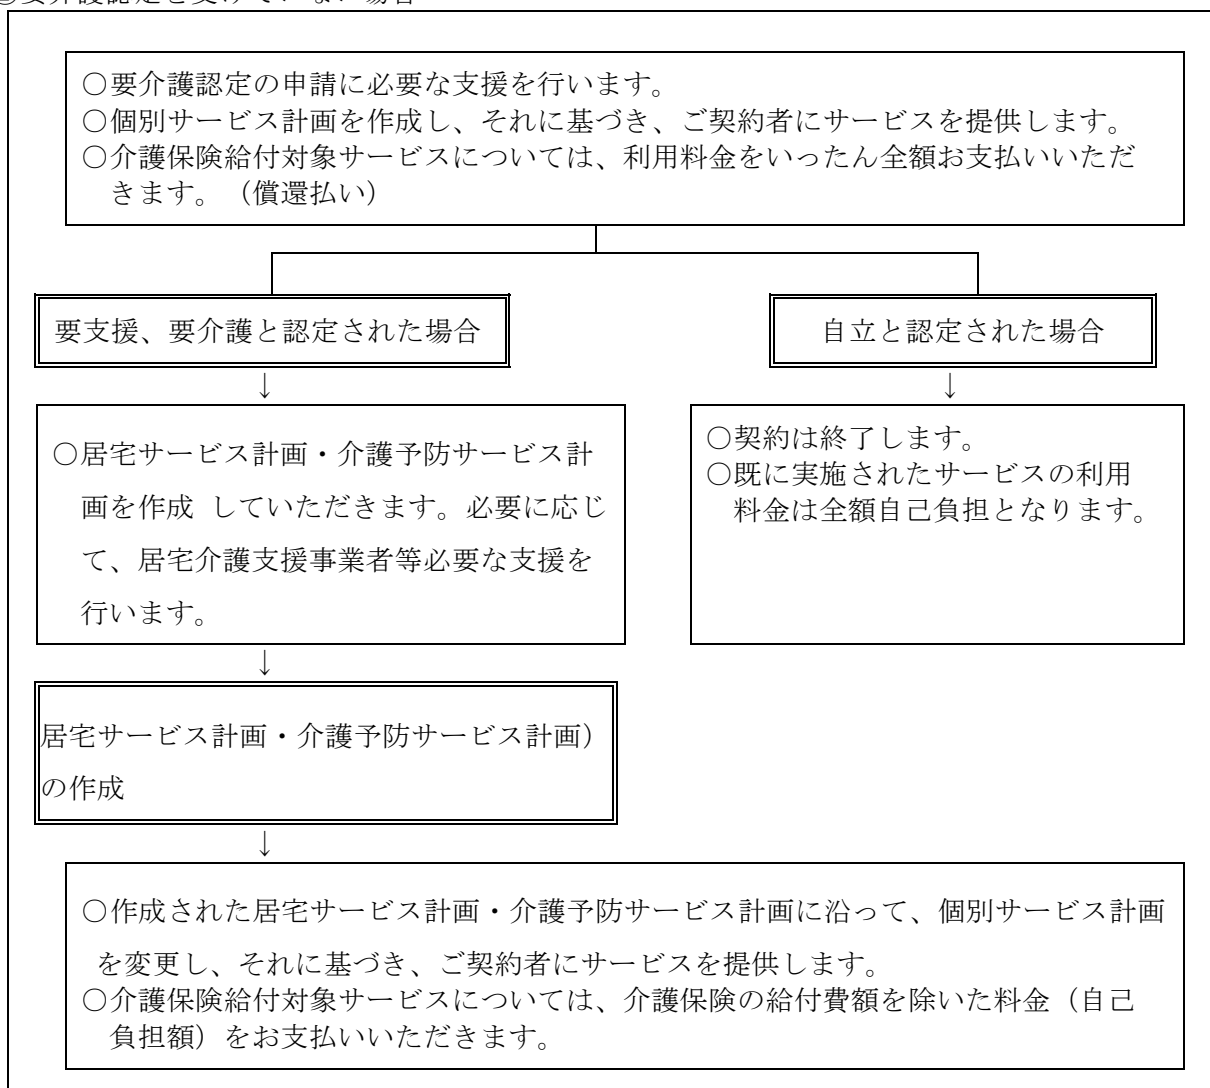 要介護認定を受けていない場合
○要介護認定の申請に必要な支援を行います。
○個別サービス計画を作成し、それに基づき、ご契約者にサービスを提供します。
○介護保険給付対象サービスについては、利用料金をいったん全額お支払いいただ
きます。（償還払い）
要支援、要介護と認定された場合
自立と認定された場合
↓
↓
○居宅サービス計画・介護予防サービス計
画を作成 していただきます。必要に応じ
て、居宅介護支援事業者等必要な支援を
行います。
○契約は終了します。
○既に実施されたサービスの利用
料金は全額自己負担となります。
↓
居宅サービス計画・介護予防サービス計画）
の作成
↓
○作成された居宅サービス計画・介護予防サービス計画に沿って、個別サービス計画
を変更し、それに基づき、ご契約者にサービスを提供します。
○介護保険給付対象サービスについては、介護保険の給付費額を除いた料金（自己
負担額）をお支払いいただきます。